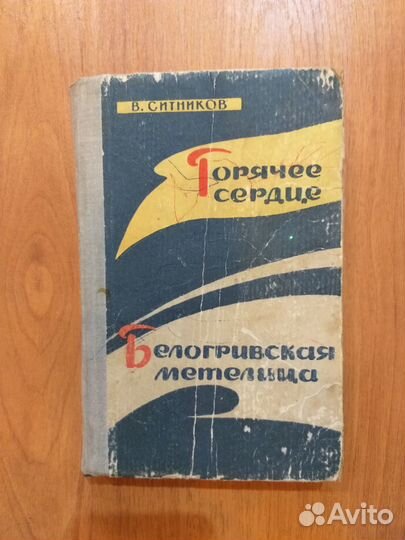 В. СИТНИКОВ
Горячее
сердце
Белогривская
метелица
Avito